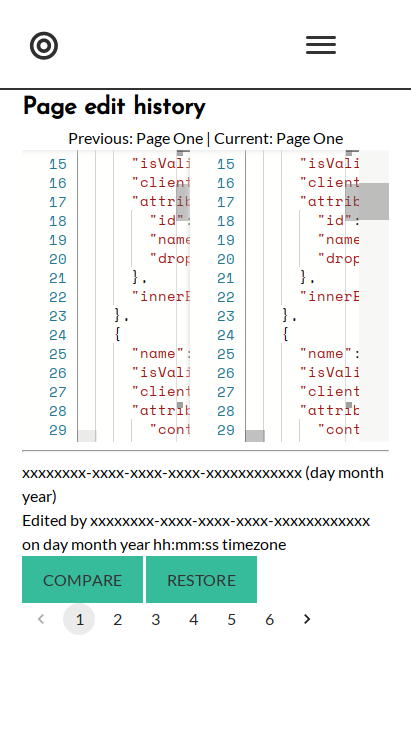 Page edit history
Previous: Page One | Current: Page One
15 "isVali 15 "isVali
16 "client 16 "client
17 "attrib 17 "attrib
18 "id": 18 "id":
19 "name 19 "name
20 "drop 20 "drop
21 }, 21 },
22 "innerE 22 "innerE
23 }, 23 },
24 { 24 {
25 "name": 25 "name":
26 "isVali 26 "isVali
27 "client 27 "client
28 "attrib 28 "attrib
29 "cont 29 "cont
xxxxxxxx-xxxx-xxxx-xxxx-xxxxxxxxxxxx (day month
year)
Edited by xxxxxxxx-xxxx-xxxx-xxxx-xxxxxxxxxxxx
on day month year hh:mm:ss timezone
COMPARE RESTORE
1 2 3 4 5 6